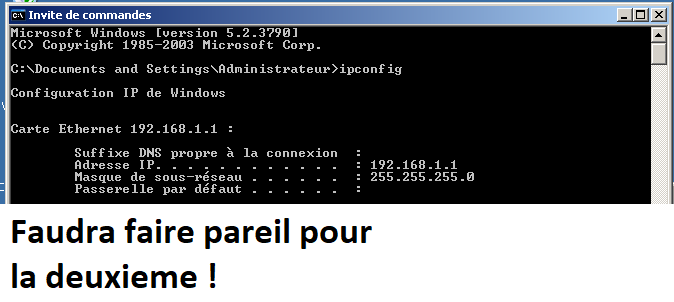 Invite de commandes
Microsoft Windows [version 5.2.3790]
(C) Copyright 1985-2003 Microsoft Corp.
C:\Documents and Settings\Administrateur>ipconfig
Configuration IP de Windows
Carte Ethernet 192.168.1.1 :
Suffixe DNS propre à la connexion  :
Adresse IP. . . . . . . . . . . . : 192.168.1.1
Masque de sous-réseau . . . . . . : 255.255.255.0
Passerelle par défaut . . . . . . :
Faudra faire pareil pour
la deuxieme !